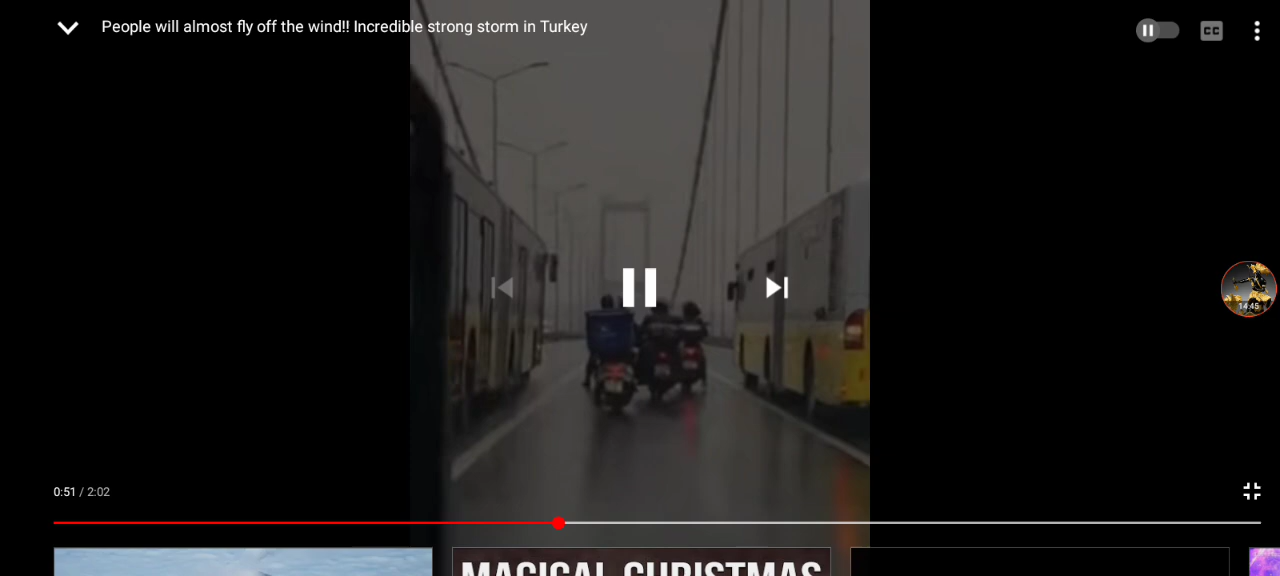 People will almost fly off the wind!! Incredible strong storm in Turkey
CC
14:45
0:51 / 2:02
MAGICAL CHRISTMAS